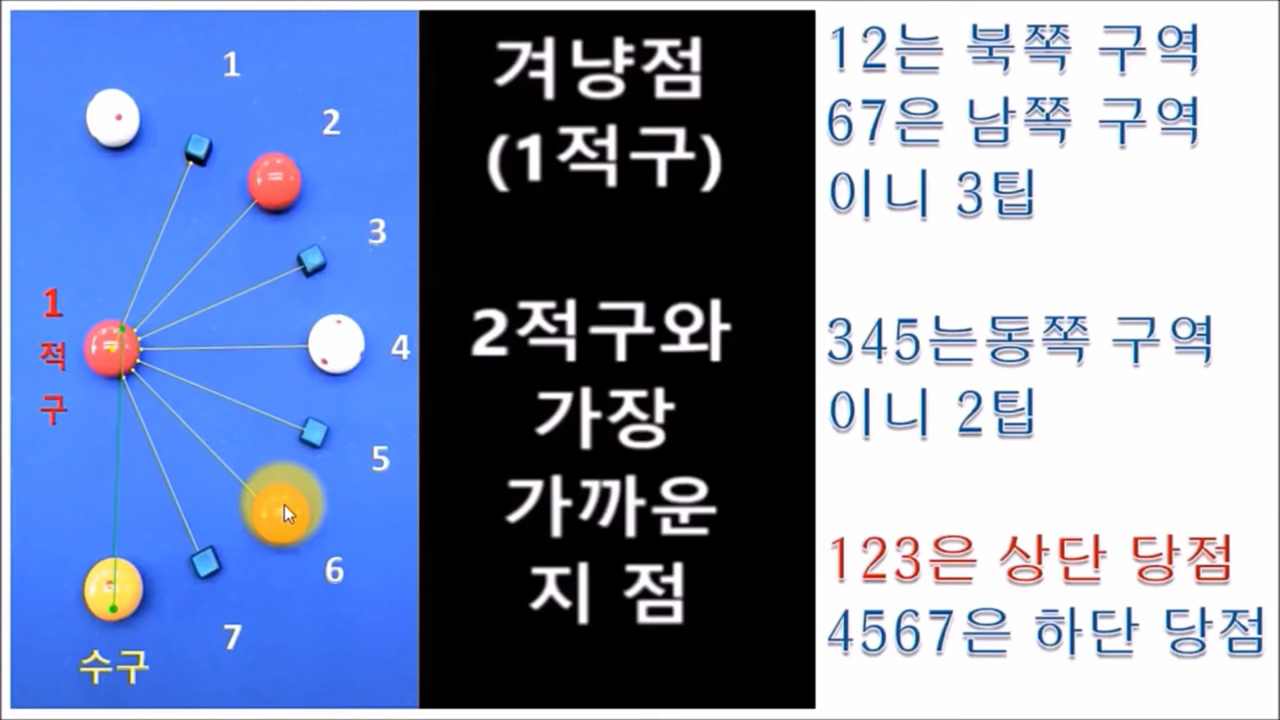 1
2
3
4
5
6
7
1
적
구
수구
겨냥점
(1적구)
2적구와
가장
가까운
지 점
12는 북쪽 구역
67은 남쪽 구역
이니 3팁
345는동쪽 구역
이니 2팁
123은 상단 당점
4567은 하단 당점